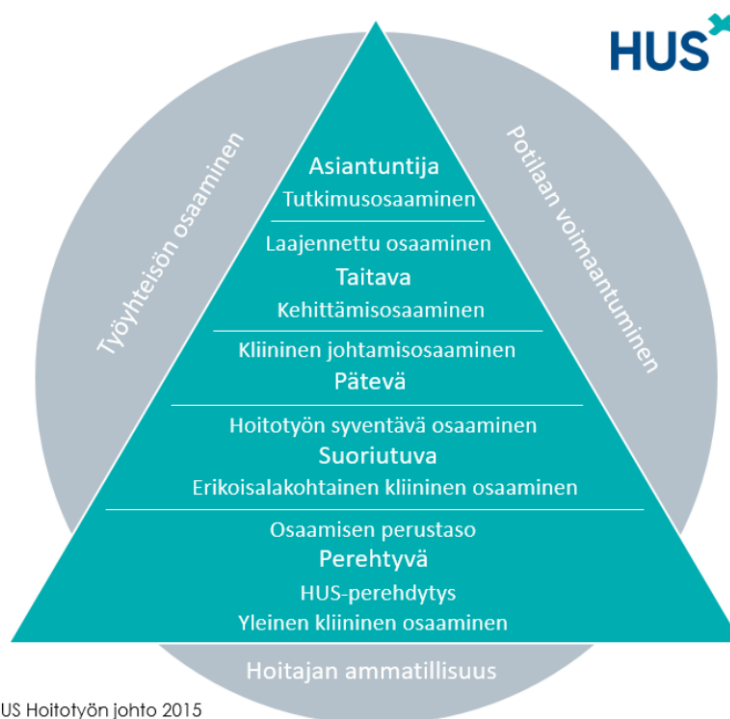 HUS
Työyhteisön osaaminen
Potilaan voimaantuminen
Asiantuntija
Tutkimusosaaminen
Laajennettu osaaminen
Taitava
Kehittämisosaaminen
Kliininen johtamisosaaminen
Pätevä
Hoitotyön syventävä osaaminen
Suoriutuva
Erikoisalakohtainen kliininen osaaminen
Osaamisen perustaso
Perehtyvä
HUS-perehdytys
Yleinen kliininen osaaminen
Hoitajan ammatillisuus
US Hoitotyön johto 2015